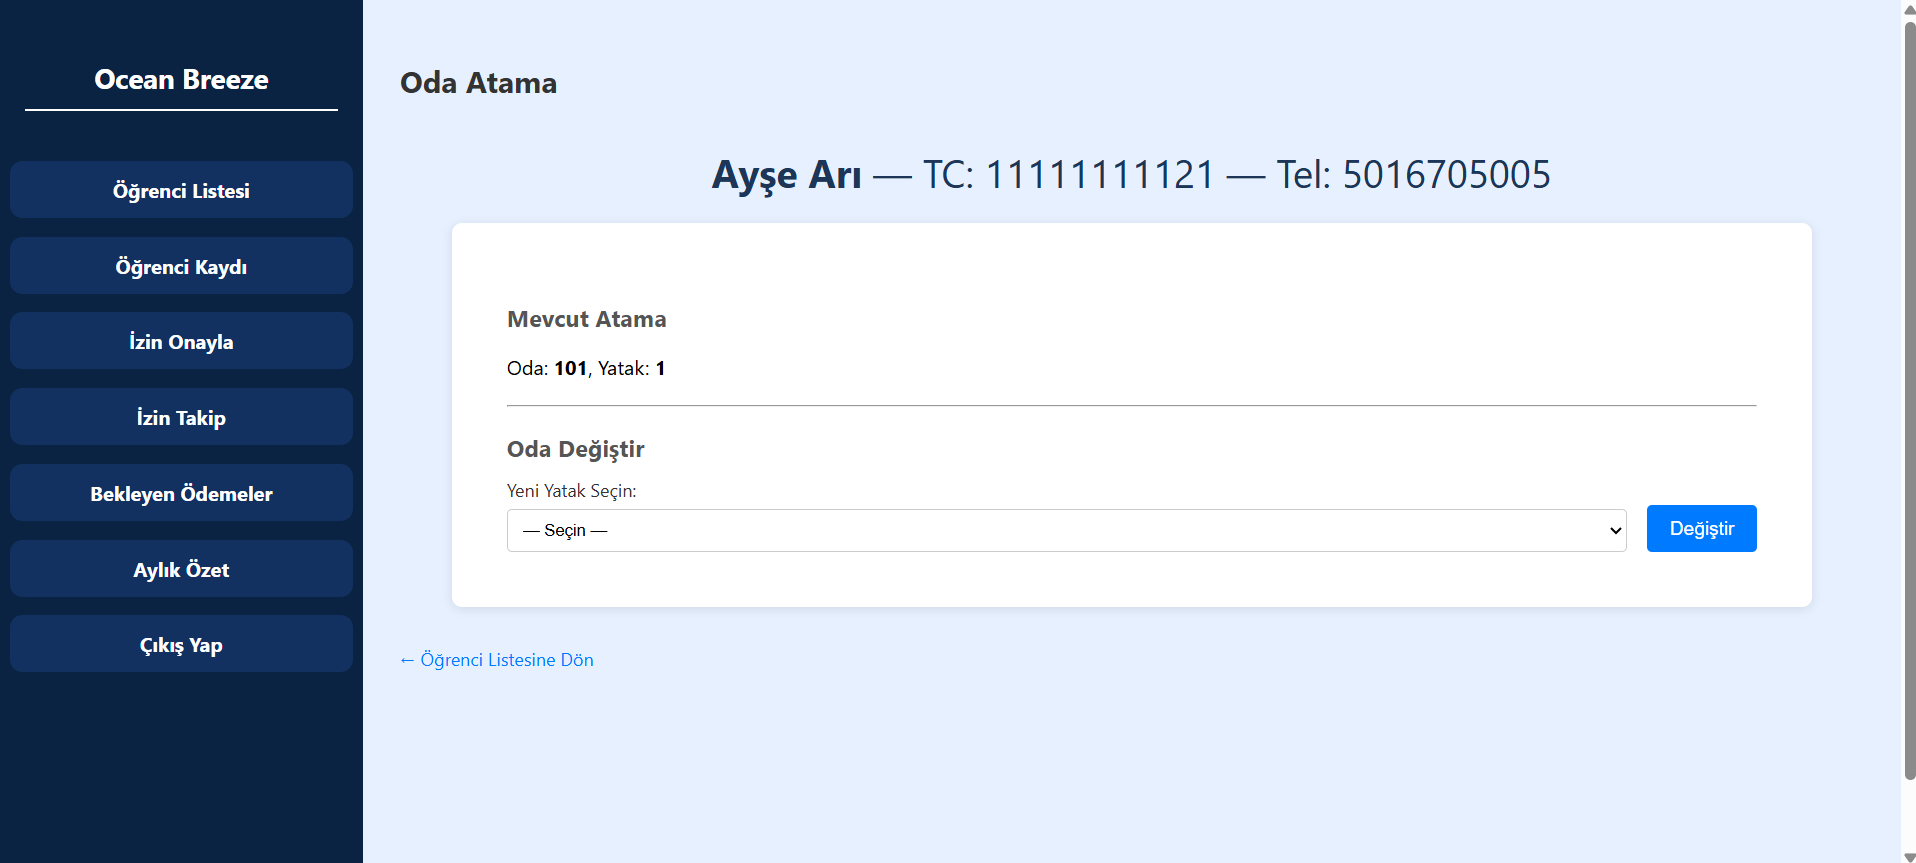 Ocean Breeze
Öğrenci Listesi
Öğrenci Kaydı
İzin Onayla
İzin Takip
Bekleyen Ödemeler
Aylık Özet
Çıkış Yap
Oda Atama
Ayşe Arı — TC: 11111111121 — Tel: 5016705005
Mevcut Atama
Oda: 101, Yatak: 1
Oda Değiştir
Yeni Yatak Seçin:
— Seçin —
Değiştir
← Öğrenci Listesine Dön